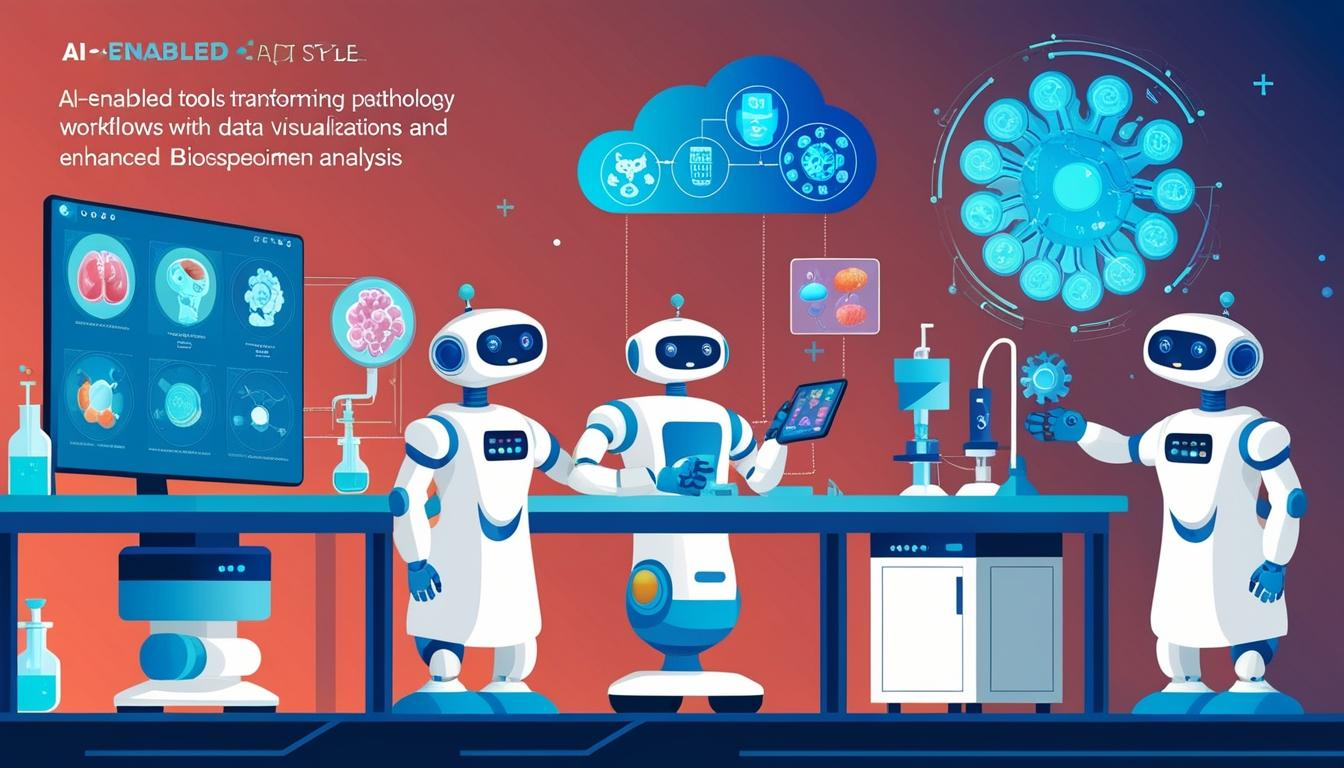 AI-ENABLED
AI-enabled tools tranforming pathology
workflows with data visualizations and
enhanced Biosspeoimen analysis